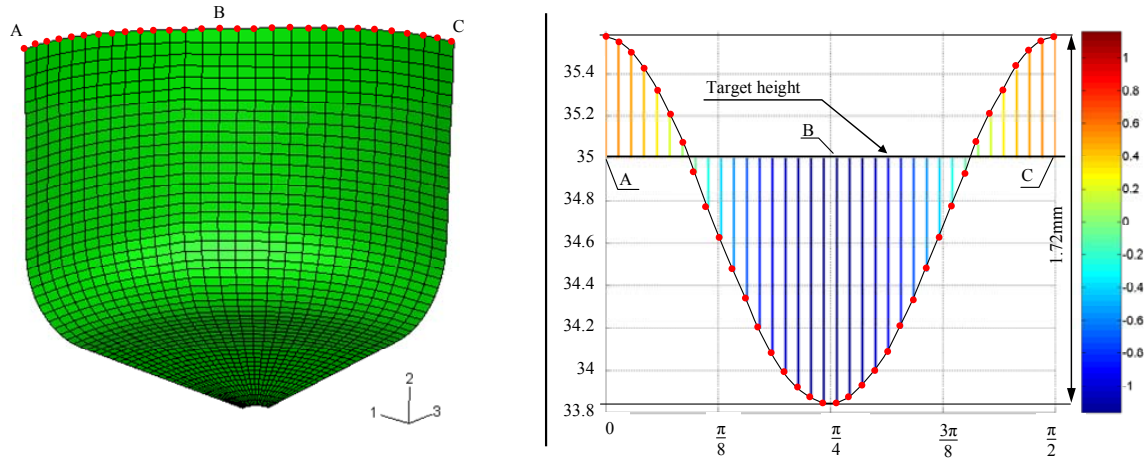 A
B
C
2
1
3
35.4
35.2
35
34.8
34.6
34.4
34.2
34
33.8
Target height
B
A
C
1.72mm
0
π/8
π/4
3π/8
π/2
1
0.8
0.6
0.4
0.2
0
-0.2
-0.4
-0.6
-0.8
-1